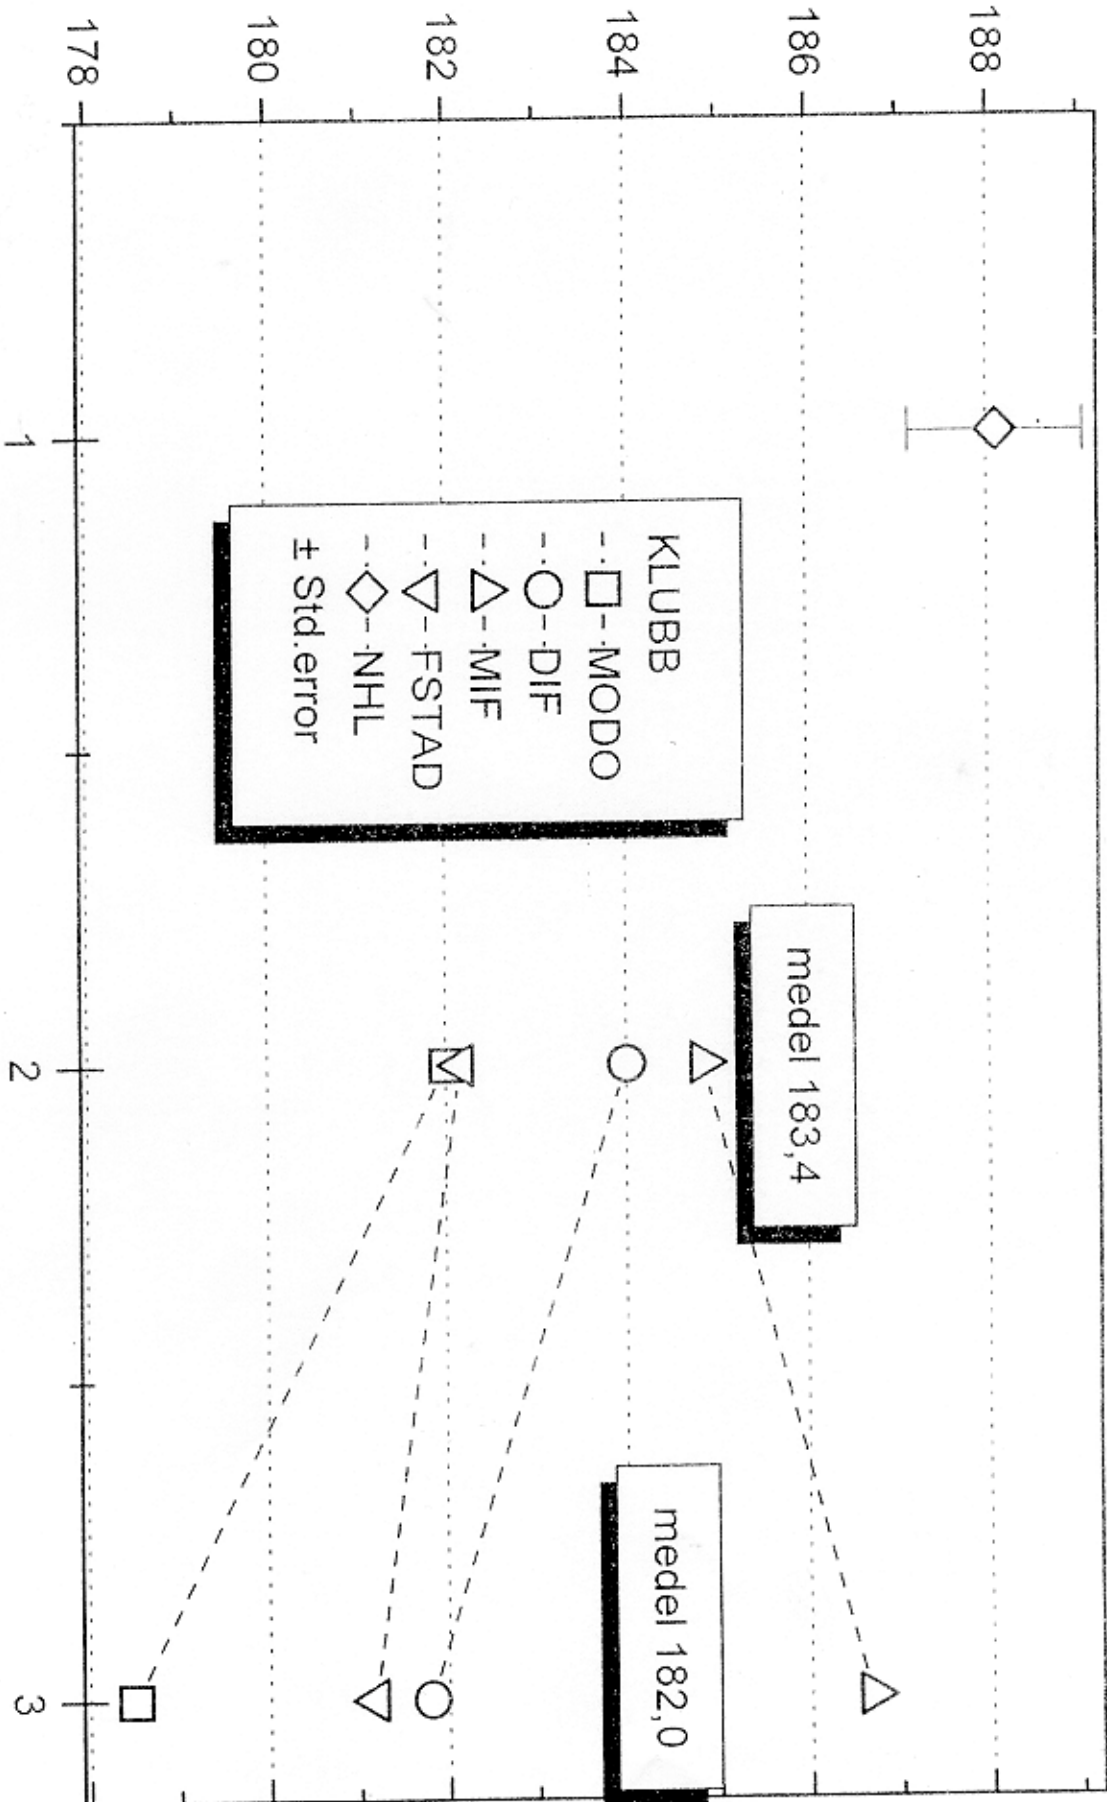 188
186
184
182
180
178
KLUBB
MODO
DIF
MIF
FSTAD
NHL
± Std.error
medel 183,4
medel 182,0
1
2
3